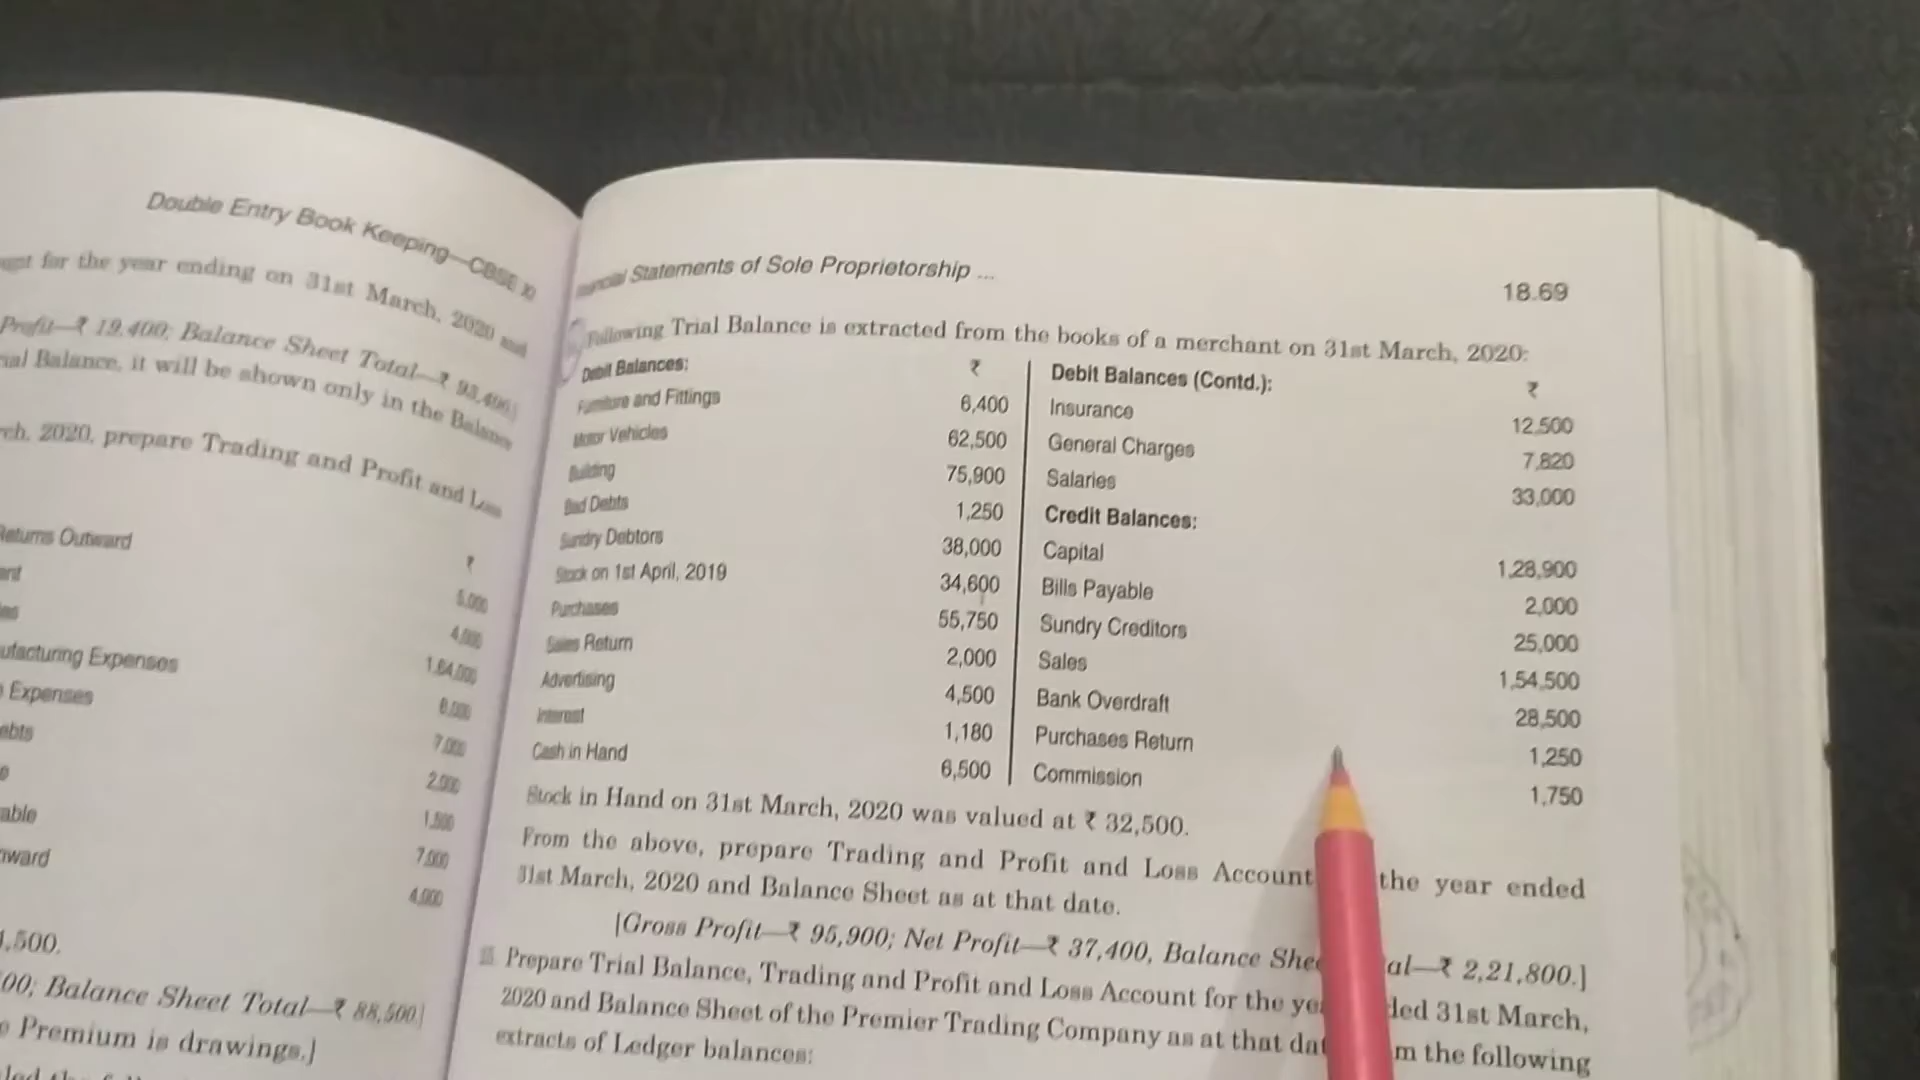 Double Entry Book Keeping—CBSE XI
for the year ending on 31st March, 2020 and
Profit—₹ 19,400; Balance Sheet Total—₹ 93,400]
Balance, it will be shown only in the Balance
2020, prepare Trading and Profit and Loss
Returns Outward
₹
5,000
4,000
Expenses
1,64,000
Expenses
8,000
7,000
2,000
1,500
7,000
4,000
Balance Sheet Total—₹ 88,500]
Premium is drawings.]
Statements of Sole Proprietorship ...
18.69
Following Trial Balance is extracted from the books of a merchant on 31st March, 2020:
Debit Balances: ₹ Debit Balances (Contd.): ₹
Furniture and Fittings 6,400 Insurance 12,500
Motor Vehicles 62,500 General Charges 7,820
Building 75,900 Salaries 33,000
Bad Debts 1,250 Credit Balances:
Sundry Debtors 38,000 Capital 1,28,900
Stock on 1st April, 2019 34,600 Bills Payable 2,000
Purchases 55,750 Sundry Creditors 25,000
Sales Return 2,000 Sales 1,54,500
Advertising 4,500 Bank Overdraft 28,500
Interest 1,180 Purchases Return 1,250
Cash in Hand 6,500 Commission 1,750
Stock in Hand on 31st March, 2020 was valued at ₹ 32,500.
From the above, prepare Trading and Profit and Loss Account the year ended
31st March, 2020 and Balance Sheet as at that date.
[Gross Profit—₹ 95,900; Net Profit—₹ 37,400, Balance ₹ 2,21,800.]
Prepare Trial Balance, Trading and Profit and Loss Account for the 31st March,
2020 and Balance Sheet of the Premier Trading Company as at that the following
extracts of Ledger balances: